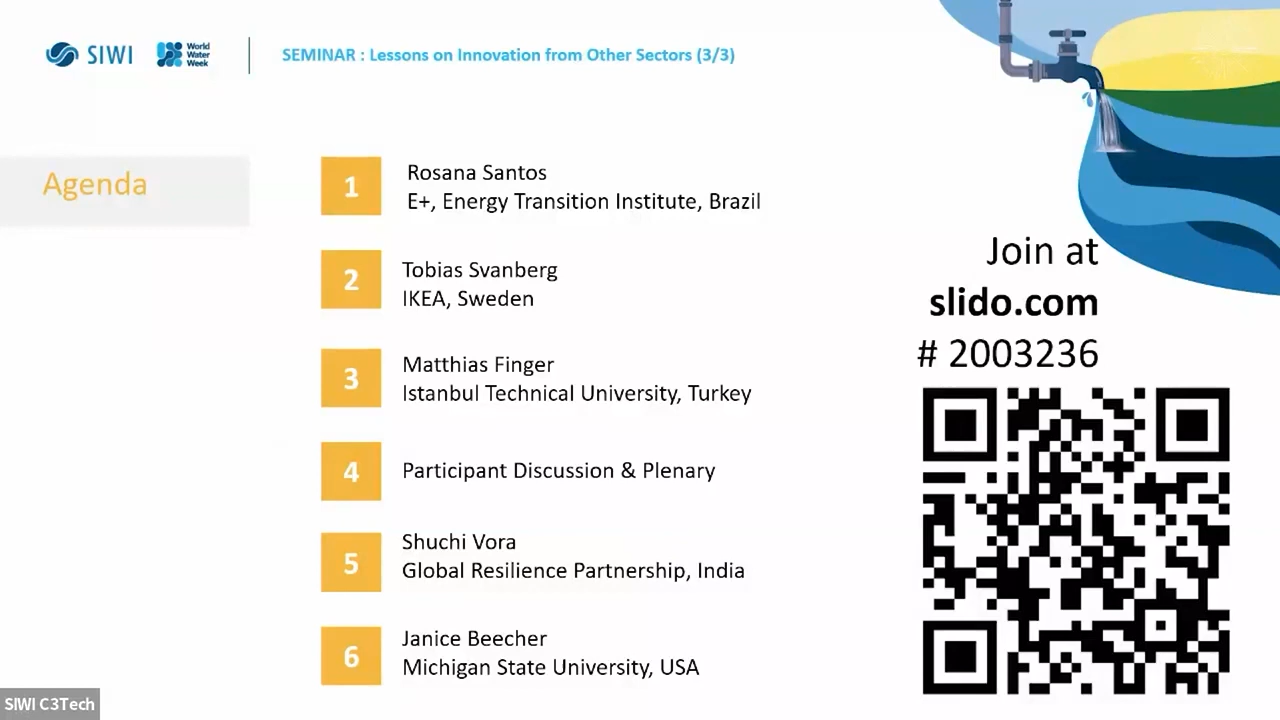 SIWI
World
Water
Week
SEMINAR : Lessons on Innovation from Other Sectors (3/3)
Agenda
1
Rosana Santos
E+, Energy Transition Institute, Brazil
2
Tobias Svanberg
IKEA, Sweden
3
Matthias Finger
Istanbul Technical University, Turkey
4
Participant Discussion & Plenary
5
Shuchi Vora
Global Resilience Partnership, India
6
Janice Beecher
Michigan State University, USA
Join at
slido.com
# 2003236
SIWI C3Tech